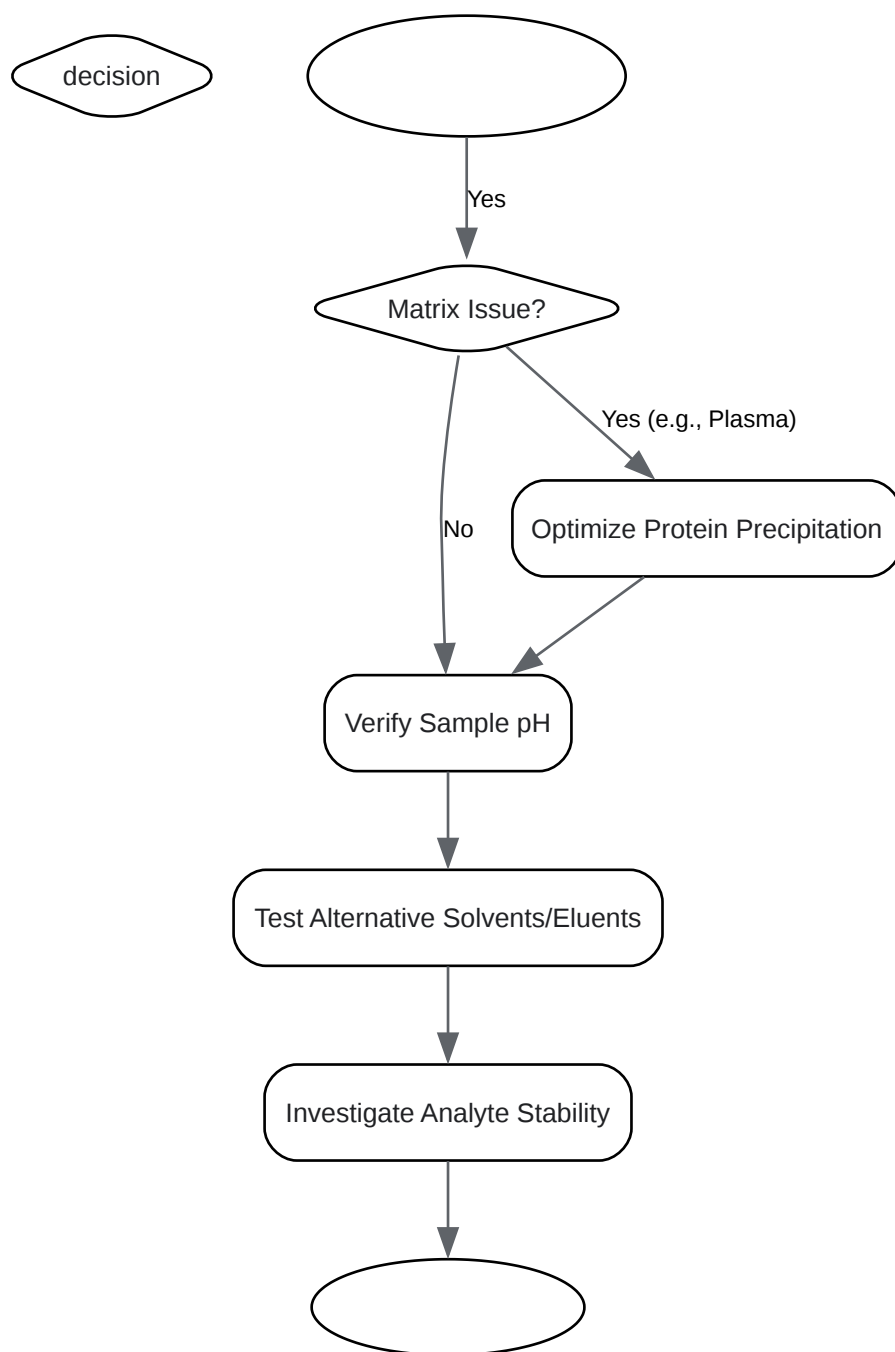 decision
Yes
Matrix Issue?
Yes (e.g., Plasma)
No
Optimize Protein Precipitation
Verify Sample pH
Test Alternative Solvents/Eluents
Investigate Analyte Stability